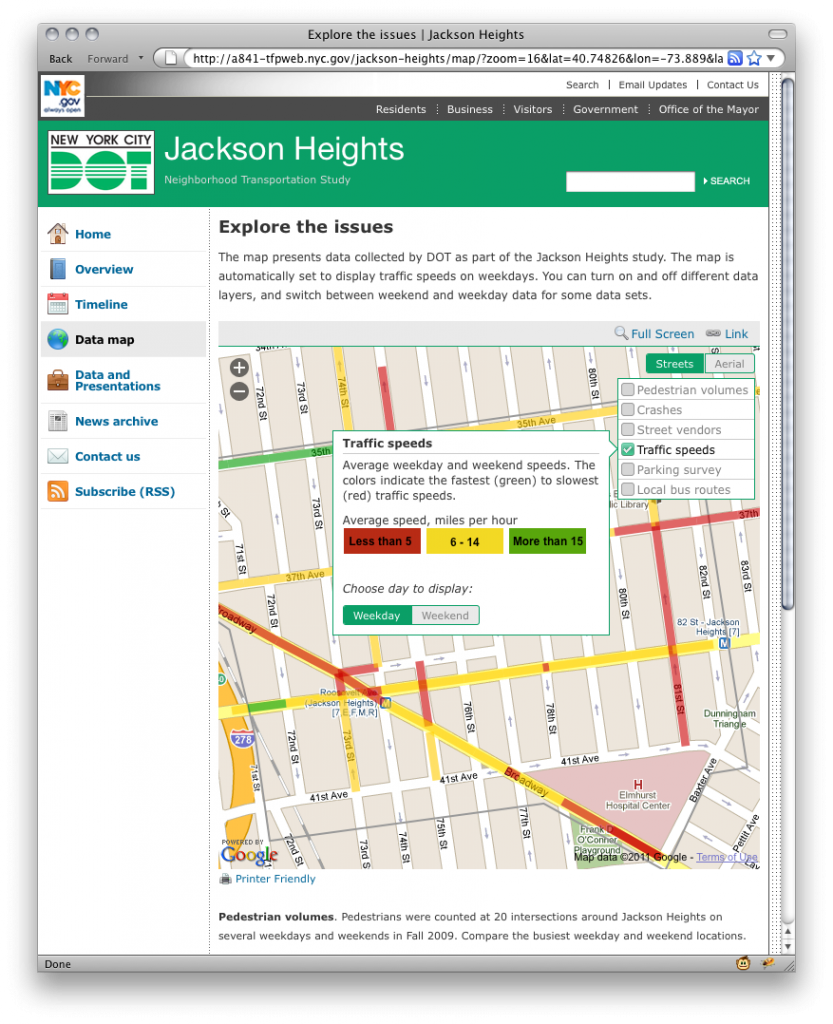 Explore the issues | Jackson Heights
Back Forward http://a841-tfpweb.nyc.gov/jackson-heights/map/?zoom=16&lat=40.74826&lon=-73.889&la
NYC
.gov
always open
Search | Email Updates | Contact Us
Residents Business Visitors Government Office of the Mayor
NEW YORK CITY
DOT
Jackson Heights
Neighborhood Transportation Study
SEARCH
Home
Overview
Timeline
Data map
Data and
Presentations
News archive
Contact us
Subscribe (RSS)
Explore the issues
The map presents data collected by DOT as part of the Jackson Heights study. The map is
automatically set to display traffic speeds on weekdays. You can turn on and off different data
layers, and switch between weekend and weekday data for some data sets.
Full Screen Link
Streets Aerial
Pedestrian volumes
Crashes
Street vendors
Traffic speeds
Parking survey
Local bus routes
Traffic speeds
Average weekday and weekend speeds. The
colors indicate the fastest (green) to slowest
(red) traffic speeds.
Average speed, miles per hour
Less than 5 6 - 14 More than 15
Choose day to display:
Weekday Weekend
34th
72nd St
73rd St
74th St
80th St
35th Ave
35th
72nd St
73rd St
Library
37th
71st St
37th Ave
72nd St
80th St
82nd St
83rd St
Broadway
82 St - Jackson
Heights [7]
Roosevelt
(Jackson Heights)
[7,E,F,M,R]
278
72nd St
73rd St
76th St
78th St
81st St
Dunningham
Triangle
71st St
41st Ave
41st Ave
41st Ave
Broadway
H
Elmhurst
Hospital Center
Baxter Ave
72nd St
73rd S
74th St
75th St
77th St
Frank D
O'Connor
Playground
Pettit Ave
POWERED BY
Google
Map data ©2011 Google - Terms of Use
Printer Friendly
Pedestrian volumes. Pedestrians were counted at 20 intersections around Jackson Heights on
several weekdays and weekends in Fall 2009. Compare the busiest weekday and weekend locations.
Done